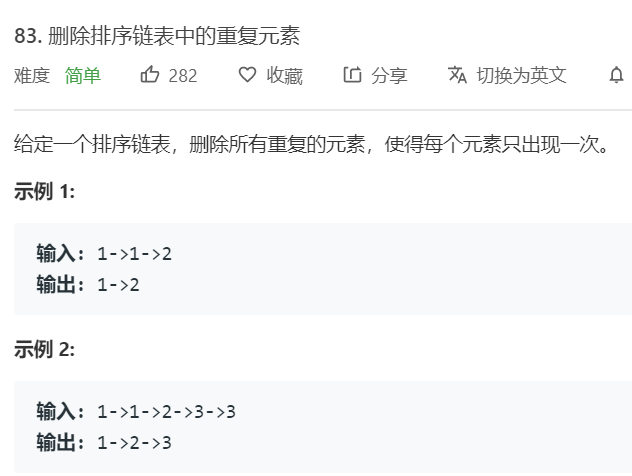 83. 删除排序链表中的重复元素
难度 简单 282 收藏 分享 切换为英文
给定一个排序链表，删除所有重复的元素，使得每个元素只出现一次。
示例 1:
输入: 1->1->2
输出: 1->2
示例 2:
输入: 1->1->2->3->3
输出: 1->2->3